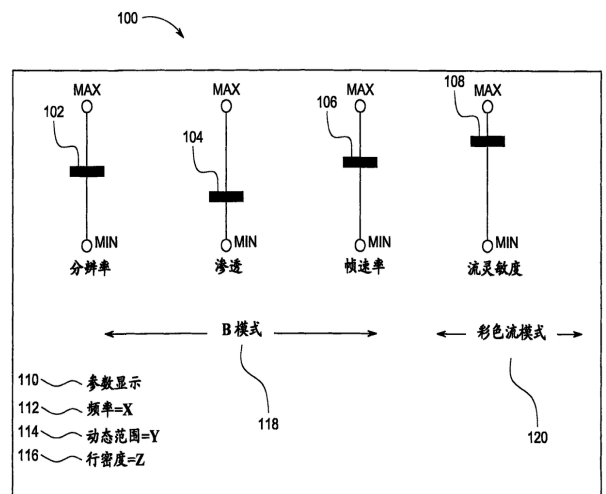 100
102
MAX
MIN
分辨率
104
MAX
MIN
渗透
106
MAX
MIN
帧速率
108
MAX
MIN
流灵敏度
B 模式
118
彩色流模式
120
110 参数显示
112 频率=X
114 动态范围=Y
116 行密度=Z